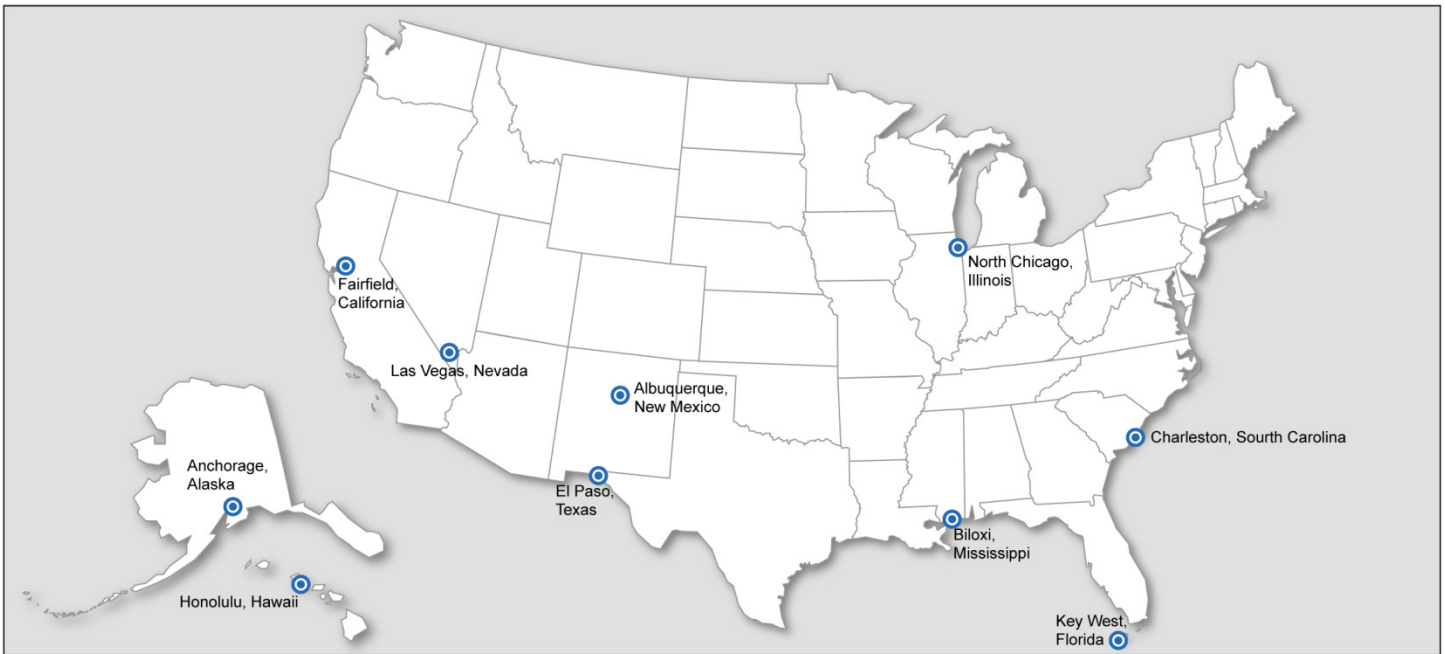 North Chicago,
Illinois
Fairfield,
California
Las Vegas, Nevada
Albuquerque,
New Mexico
Charleston, Sourth Carolina
Anchorage,
Alaska
El Paso,
Texas
Biloxi,
Mississippi
Honolulu, Hawaii
Key West,
Florida